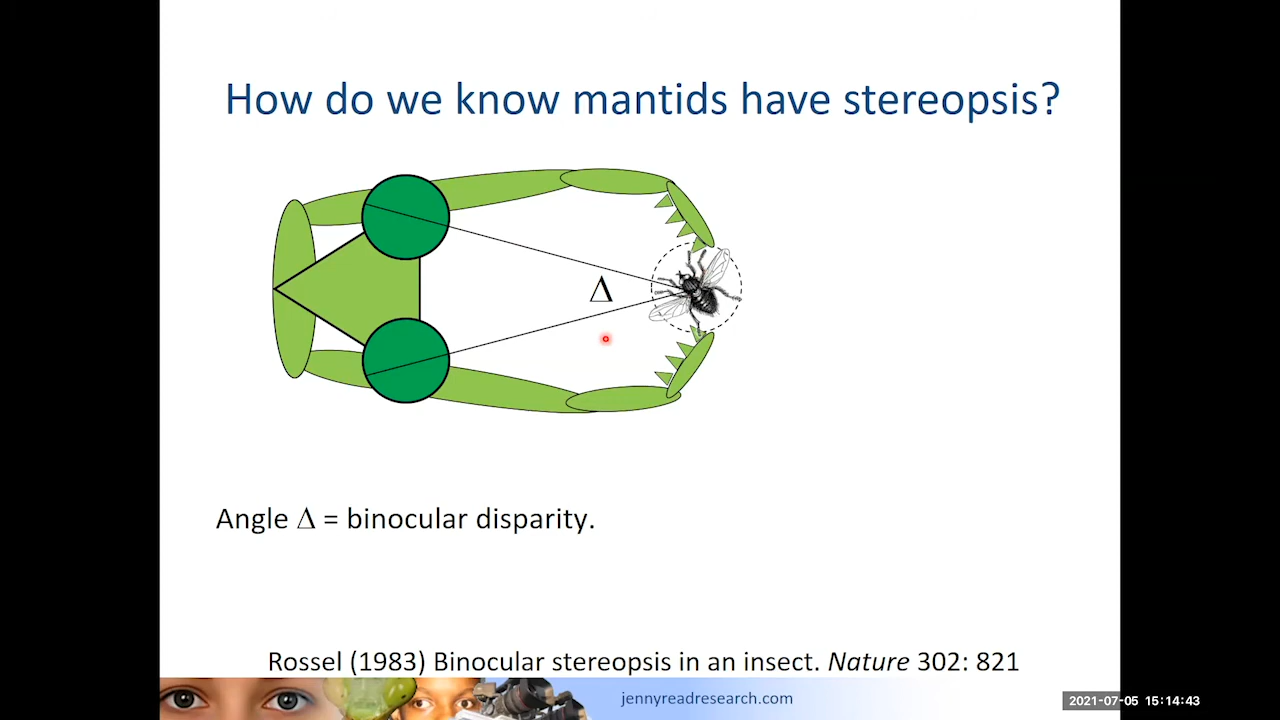 How do we know mantids have stereopsis?
Δ
Angle Δ = binocular disparity.
Rossel (1983) Binocular stereopsis in an insect. Nature 302: 821
jennyreadresearch.com
2021-07-05 15:14:43